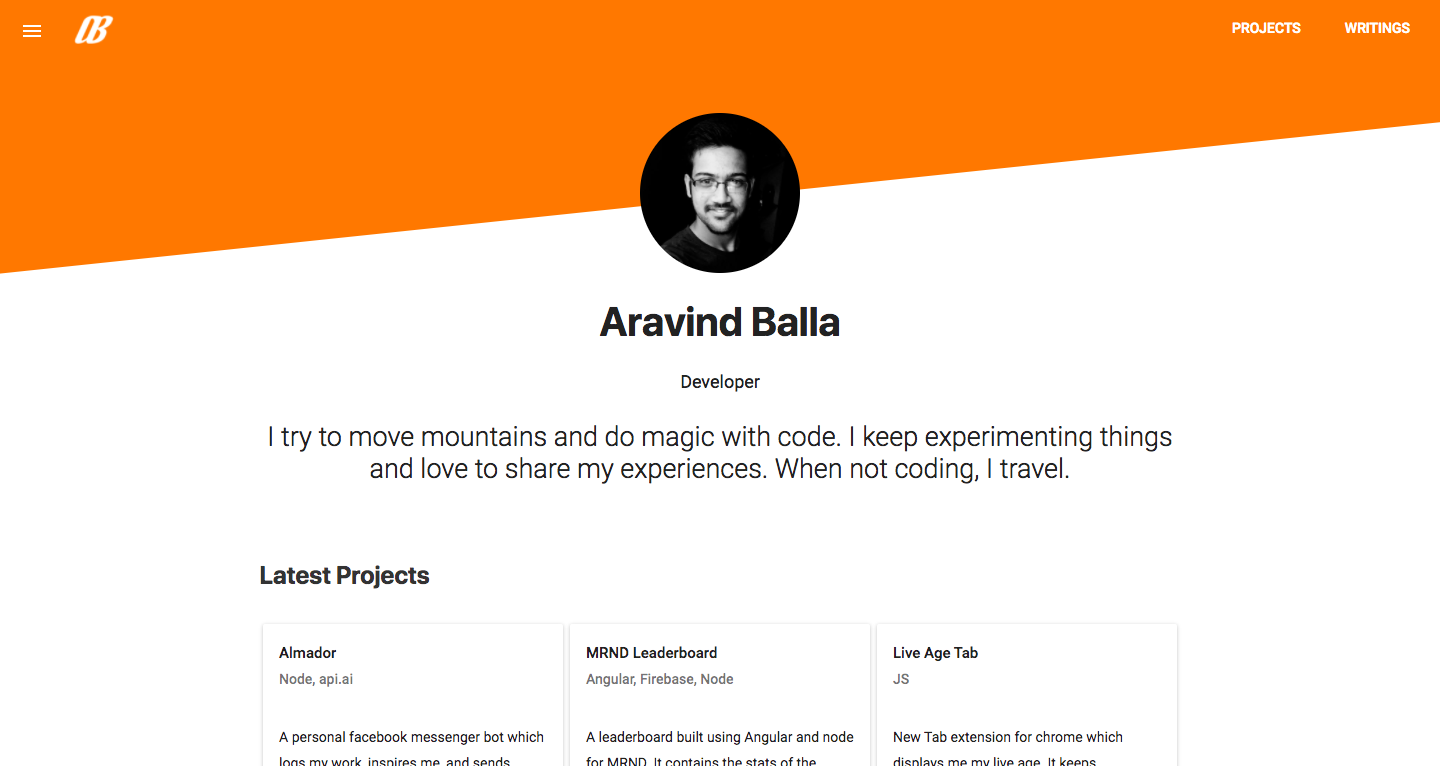 PROJECTS WRITINGS
Aravind Balla
Developer
I try to move mountains and do magic with code. I keep experimenting things
and love to share my experiences. When not coding, I travel.
Latest Projects
Almador
Node, api.ai
A personal facebook messenger bot which
logs my work, inspires me, and sends
MRND Leaderboard
Angular, Firebase, Node
A leaderboard built using Angular and node
for MRND. It contains the stats of the
Live Age Tab
JS
New Tab extension for chrome which
displays me my live age. It keeps